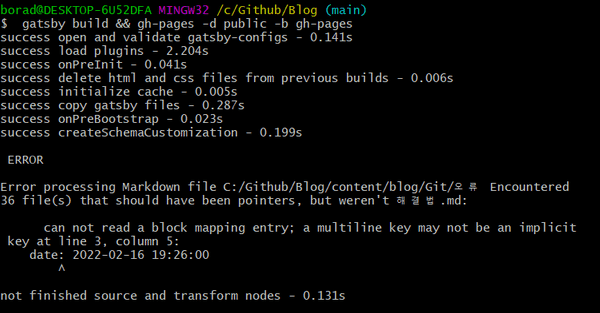 borad@DESKTOP-6U52DFA MINGW32 /c/Github/Blog (main)
$  gatsby build && gh-pages -d public -b gh-pages
success open and validate gatsby-configs - 0.141s
success load plugins - 2.204s
success onPreInit - 0.041s
success delete html and css files from previous builds - 0.006s
success initialize cache - 0.005s
success copy gatsby files - 0.287s
success onPreBootstrap - 0.023s
success createSchemaCustomization - 0.199s
ERROR
Error processing Markdown file C:/Github/Blog/content/blog/Git/오류 Encountered
36 file(s) that should have been pointers, but weren't 해결법.md:
can not read a block mapping entry; a multiline key may not be an implicit
key at line 3, column 5:
date: 2022-02-16 19:26:00
^
not finished source and transform nodes - 0.131s